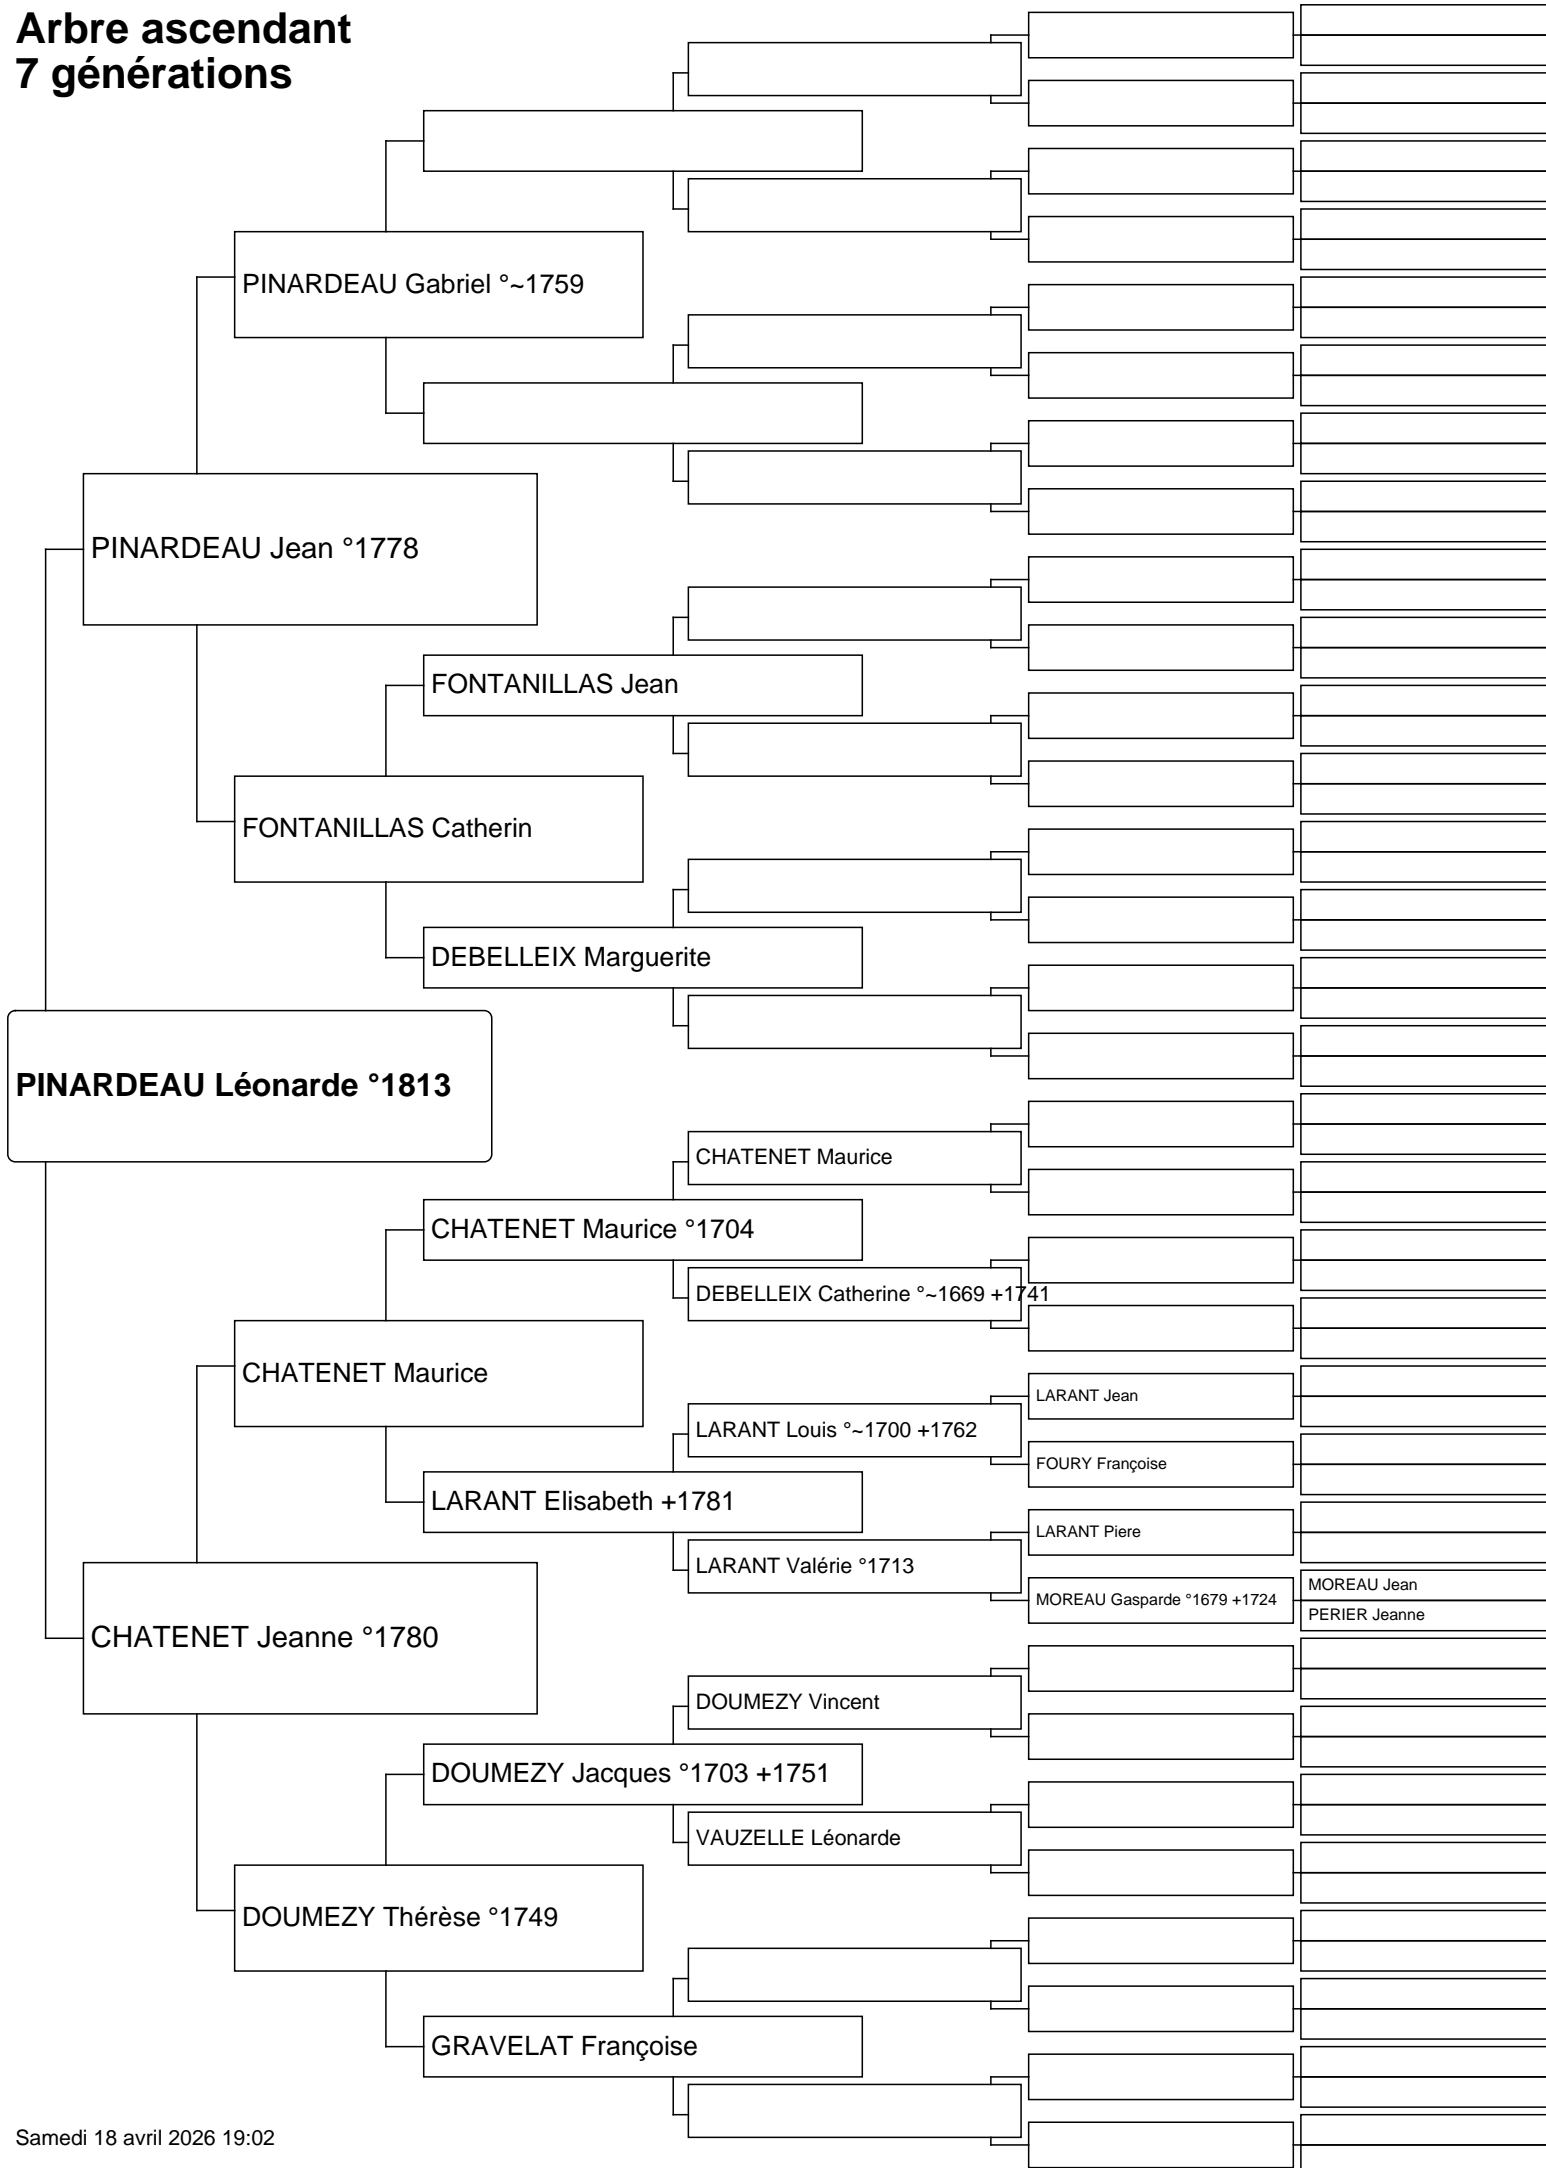 Arbre ascendant
7 générations
PINARDEAU Gabriel °~1759
PINARDEAU Jean °1778
FONTANILLAS Jean
FONTANILLAS Catherin
DEBELLEIX Marguerite
PINARDEAU Léonarde °1813
CHATENET Maurice
CHATENET Maurice °1704
DEBELLEIX Catherine °~1669 +1741
CHATENET Maurice
LARANT Jean
LARANT Louis °~1700 +1762
FOURY Françoise
LARANT Elisabeth +1781
LARANT Piere
LARANT Valérie °1713
MOREAU Jean
MOREAU Gasparde °1679 +1724
PERIER Jeanne
CHATENET Jeanne °1780
DOUMEZY Vincent
DOUMEZY Jacques °1703 +1751
VAUZELLE Léonarde
DOUMEZY Thérèse °1749
GRAVELAT Françoise
Samedi 18 avril 2026 19:02